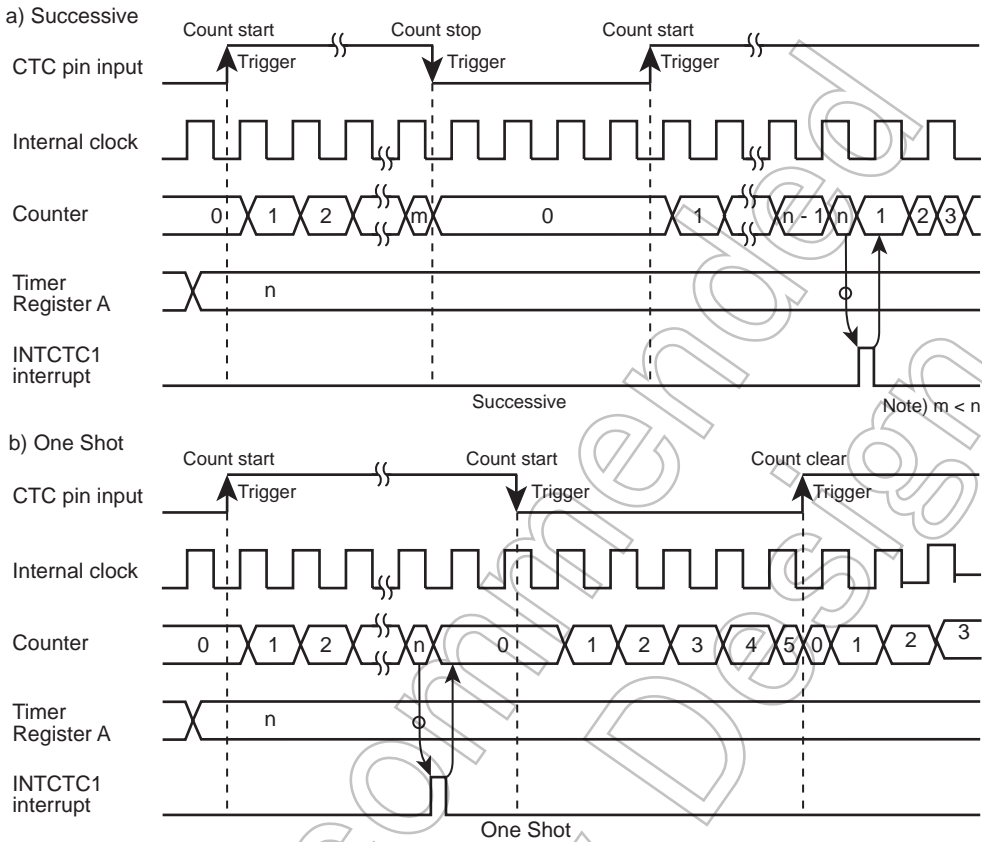 a) Successive
Count start Count stop Count start
CTC pin input Trigger Trigger Trigger
Internal clock
Counter 0 1 2 m 0 1 n - 1 n 1 2 3
Timer
Register A n
INTCTC1
interrupt
Successive Note) m < n
b) One Shot
Count start Count start Count clear
CTC pin input Trigger Trigger Trigger
Internal clock
Counter 0 1 2 n 0 1 2 3 4 5 0 1 2 3
Timer
Register A n
INTCTC1
interrupt
One Shot
ommended
Design